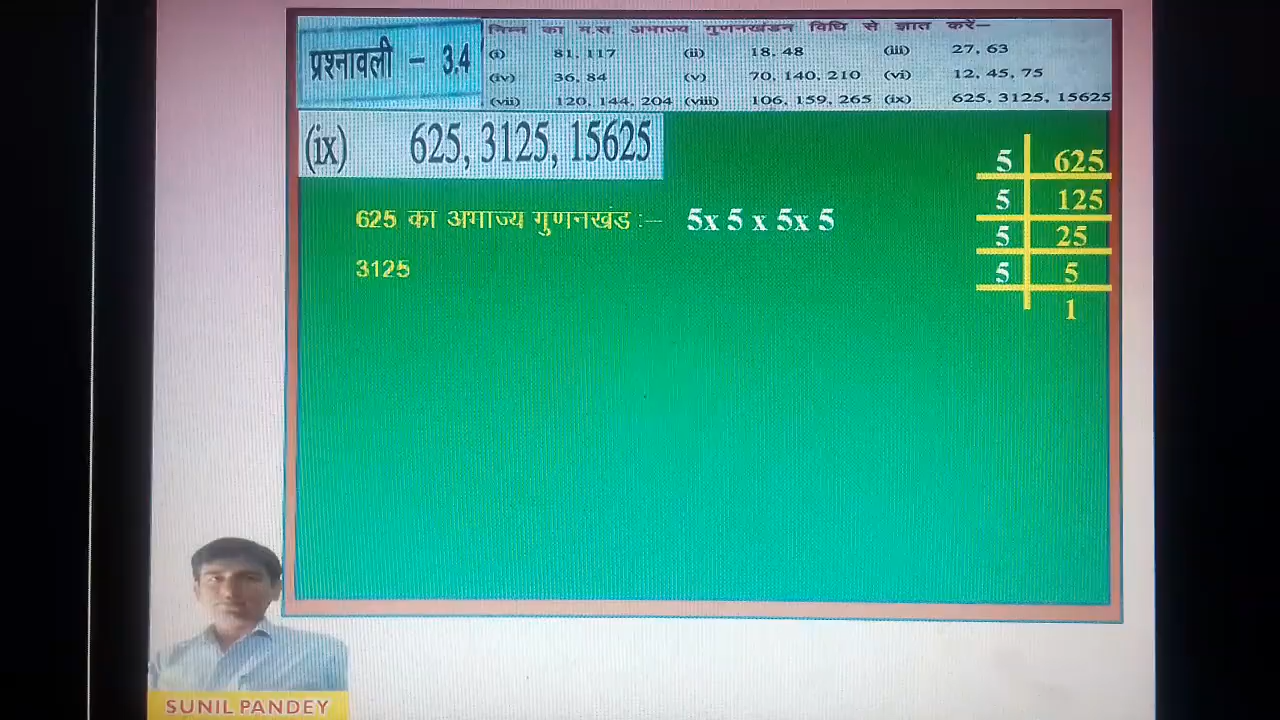 प्रश्नावली – 3.4
निम्न का म.स. अभाज्य गुणनखंडन विधि से ज्ञात करें–
(i) 81, 117 (ii) 18, 48 (iii) 27, 63
(iv) 36, 84 (v) 70, 140, 210 (vi) 12, 45, 75
(vii) 120, 144, 204 (viii) 106, 159, 265 (ix) 625, 3125, 15625
(ix) 625, 3125, 15625
625 का अभाज्य गुणनखंड :– 5x 5 x 5x 5
3125
5 625
5 125
5 25
5 5
1
SUNIL PANDEY